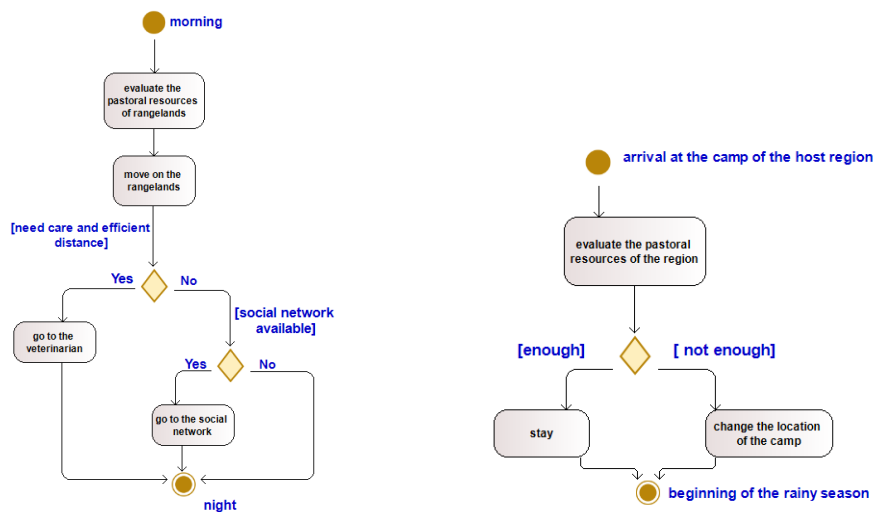 morning
evaluate the
pastoral resources
of rangelands
move on the
rangelands
[need care and efficient
distance]
Yes
No
go to the
veterinarian
[social network
available]
Yes
No
go to the social
network
night
arrival at the camp of the host region
evaluate the pastoral
resources of the region
[enough]
[ not enough]
stay
change the location
of the camp
beginning of the rainy season